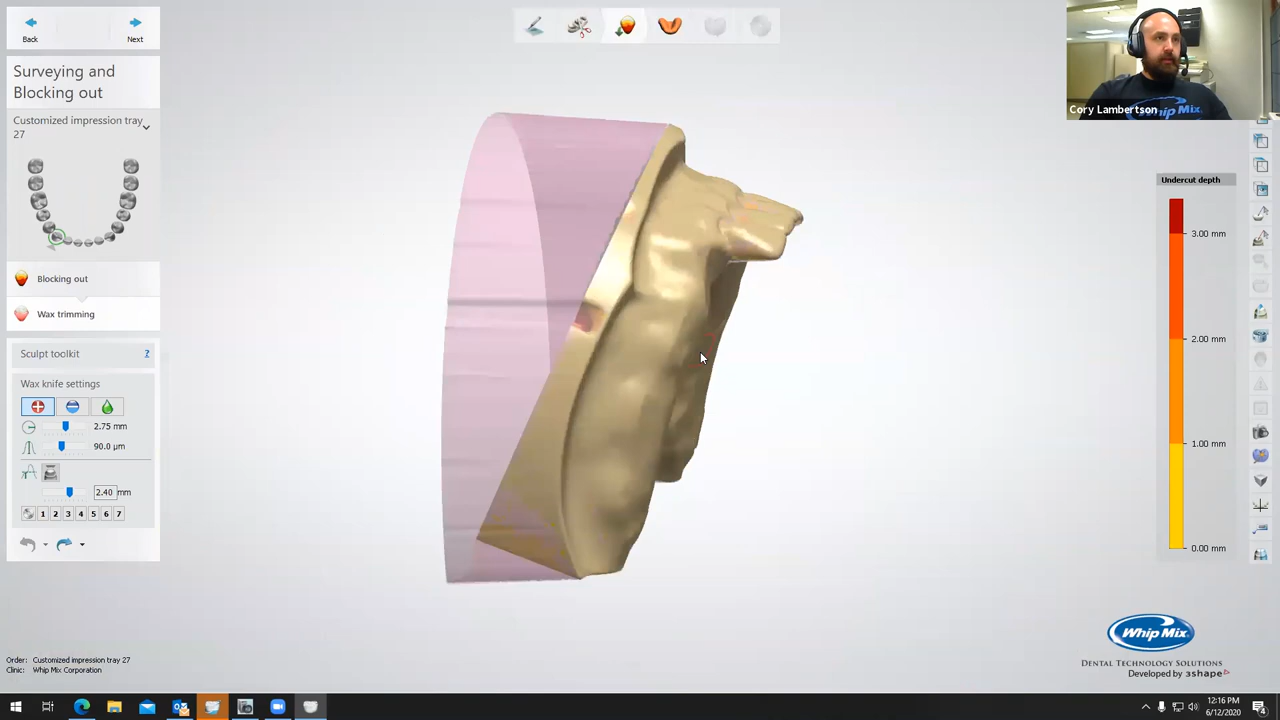 Back
Next
Surveying and
Blocking out
Customized impression tray
27
Blocking out
Wax trimming
Sculpt toolkit
?
Wax knife settings
2.75 mm
90.0 µm
2.40 mm
1 2 3 4 5 6 7
Order: Customized impression tray 27
Clinic: Whip Mix Corporation
Cory Lambertson
Whip Mix
Undercut depth
3.00 mm
2.00 mm
1.00 mm
0.00 mm
Whip Mix
DENTAL TECHNOLOGY SOLUTIONS
Developed by 3shape
12:16 PM
6/12/2020
4